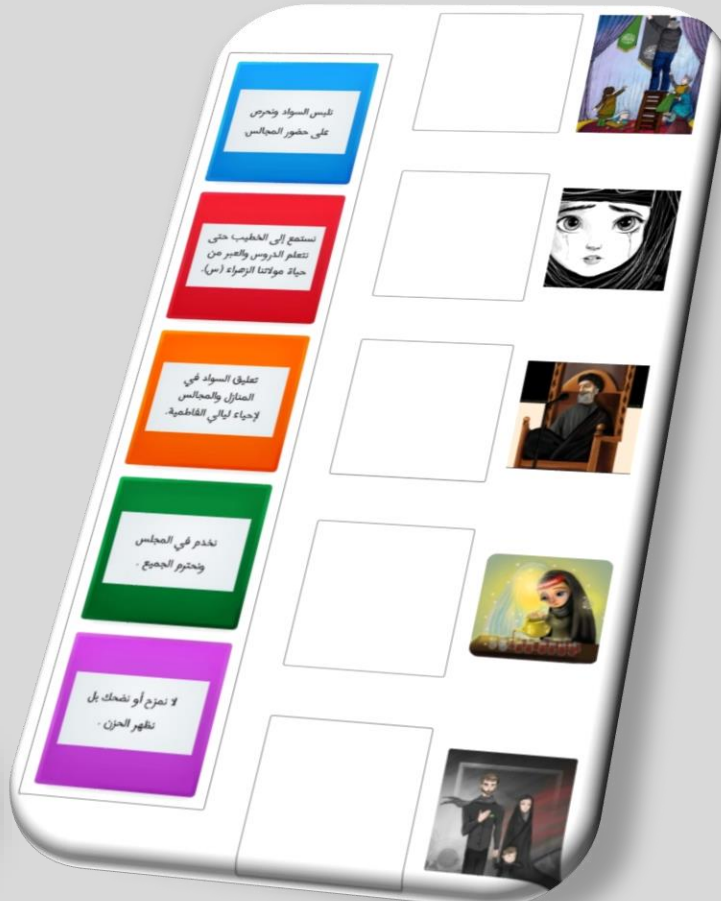 نلبس السواد ونحرص
على حضور المجالس
نستمع إلى الخطيب حتى
نتعلم الدروس والعبر من
حياة مولاتنا الزهراء (س).
تعليق السواد في
المنازل والمجالس
لإحياء ليالي الفاطمية.
نخدم في المجلس
ونحترم الجميع .
لا نمزح أو نضحك بل
نظهر الحزن .